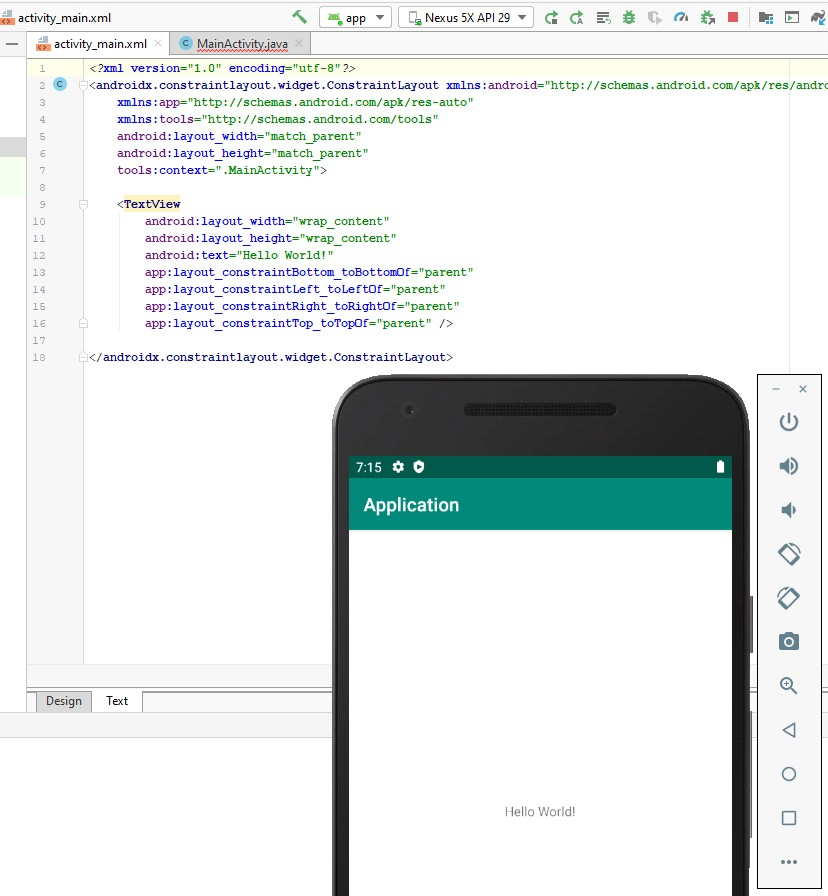 activity_main.xml
app
Nexus 5X API 29
activity_main.xml
C MainActivity.java
1 <?xml version="1.0" encoding="utf-8"?>
2 C <androidx.constraintlayout.widget.ConstraintLayout xmlns:android="http://schemas.android.com/apk/res/andro
3 xmlns:app="http://schemas.android.com/apk/res-auto"
4 xmlns:tools="http://schemas.android.com/tools"
5 android:layout_width="match_parent"
6 android:layout_height="match_parent"
7 tools:context=".MainActivity">
8
9 <TextView
10 android:layout_width="wrap_content"
11 android:layout_height="wrap_content"
12 android:text="Hello World!"
13 app:layout_constraintBottom_toBottomOf="parent"
14 app:layout_constraintLeft_toLeftOf="parent"
15 app:layout_constraintRight_toRightOf="parent"
16 app:layout_constraintTop_toTopOf="parent" />
17
18 </androidx.constraintlayout.widget.ConstraintLayout>
7:15
Application
Design
Text
Hello World!